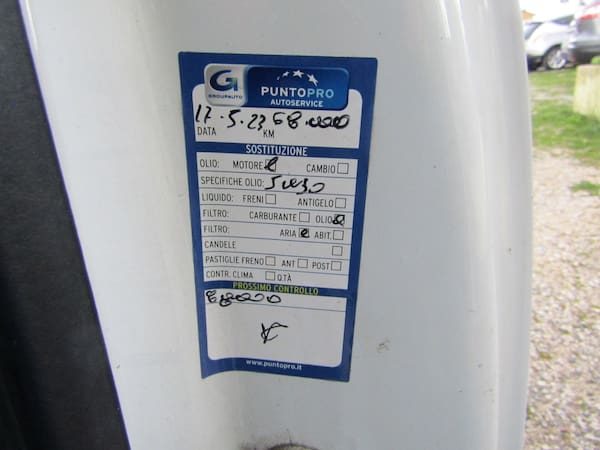 G1
GROUPAUTO
PUNTOPRO
AUTOSERVICE
17.5.23 68.000
DATA KM
SOSTITUZIONE
OLIO: MOTORE CAMBIO
SPECIFICHE OLIO: 5W30
LIQUIDO: FRENI ANTIGELO
FILTRO: CARBURANTE OLIO
FILTRO: ARIA ABIT.
CANDELE
PASTIGLIE FRENO ANT POST
CONTR. CLIMA Q.TÀ
PROSSIMO CONTROLLO
www.puntopro.it